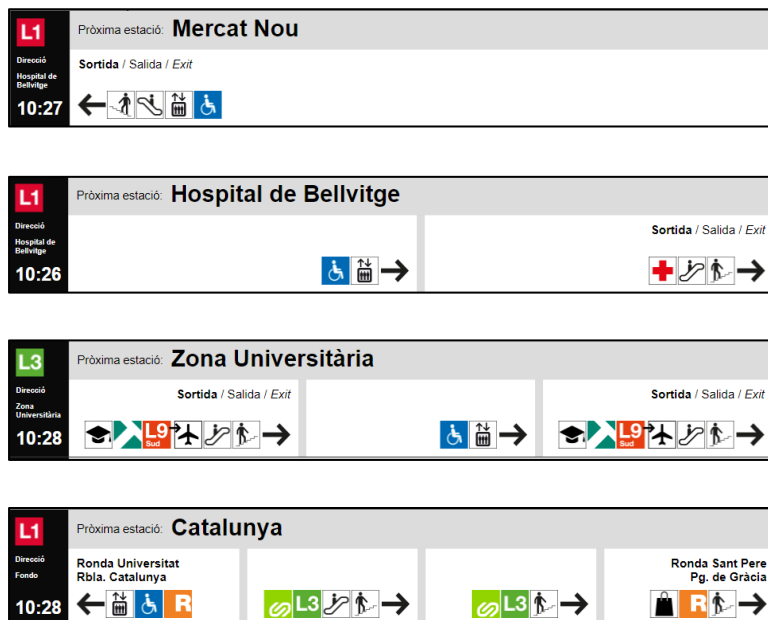 L1
Pròxima estació: Mercat Nou
Direcció
Hospital de
Bellvitge
10:27
Sortida / Salida / Exit
L1
Pròxima estació: Hospital de Bellvitge
Direcció
Hospital de
Bellvitge
10:26
Sortida / Salida / Exit
L3
Pròxima estació: Zona Universitària
Direcció
Zona
Universitària
10:28
Sortida / Salida / Exit
L9
Sud
Sortida / Salida / Exit
L9
Sud
L1
Pròxima estació: Catalunya
Direcció
Fondo
10:28
Ronda Universitat
Rbla. Catalunya
R
L3
L3
Ronda Sant Pere
Pg. de Gràcia
R